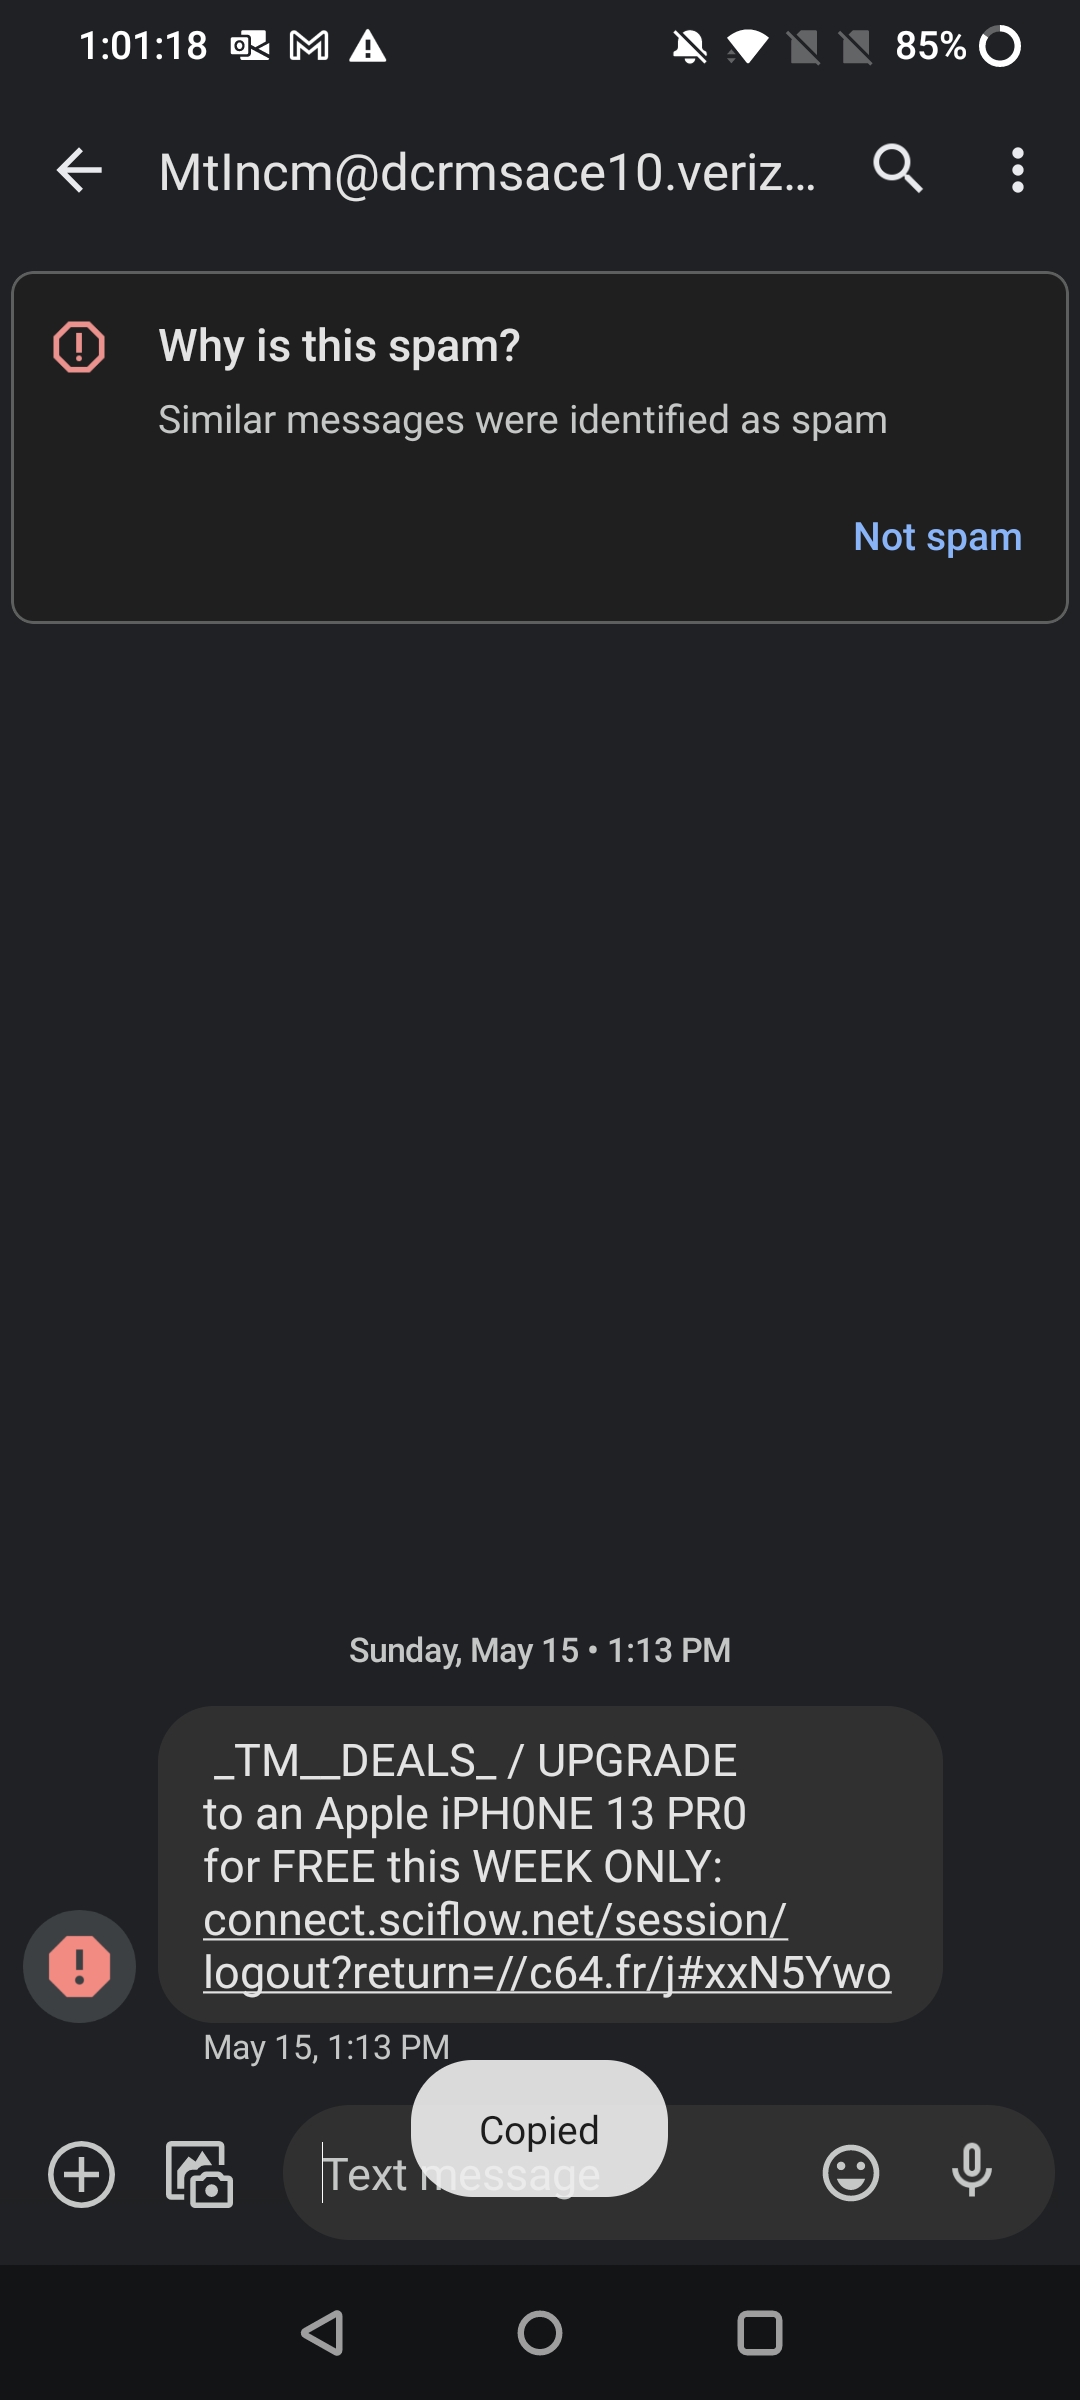 1:01:18
85%
MtIncm@dcrmsace10.veriz...
Why is this spam?
Similar messages were identified as spam
Not spam
Sunday, May 15 • 1:13 PM
_TM__DEALS_ / UPGRADE
to an Apple iPH0NE 13 PR0
for FREE this WEEK ONLY:
connect.sciflow.net/session/
logout?return=//c64.fr/j#xxN5Ywo
May 15, 1:13 PM
Copied
Text message